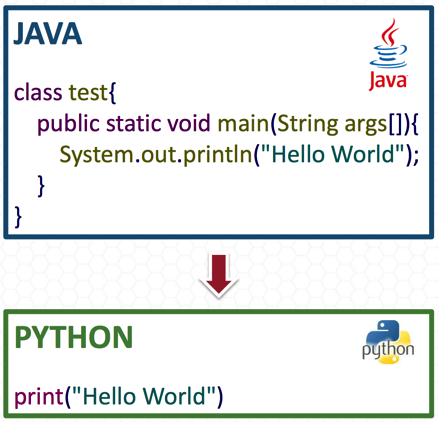 JAVA
Java
class test{
public static void main(String args[]){
System.out.println("Hello World");
}
}
PYTHON
python
print("Hello World")